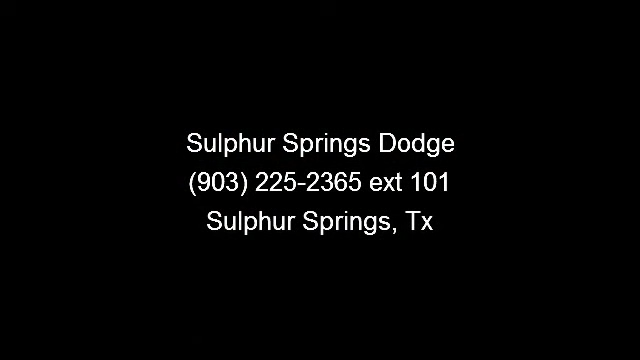 Sulphur Springs Dodge
(903) 225-2365 ext 101
Sulphur Springs, Tx